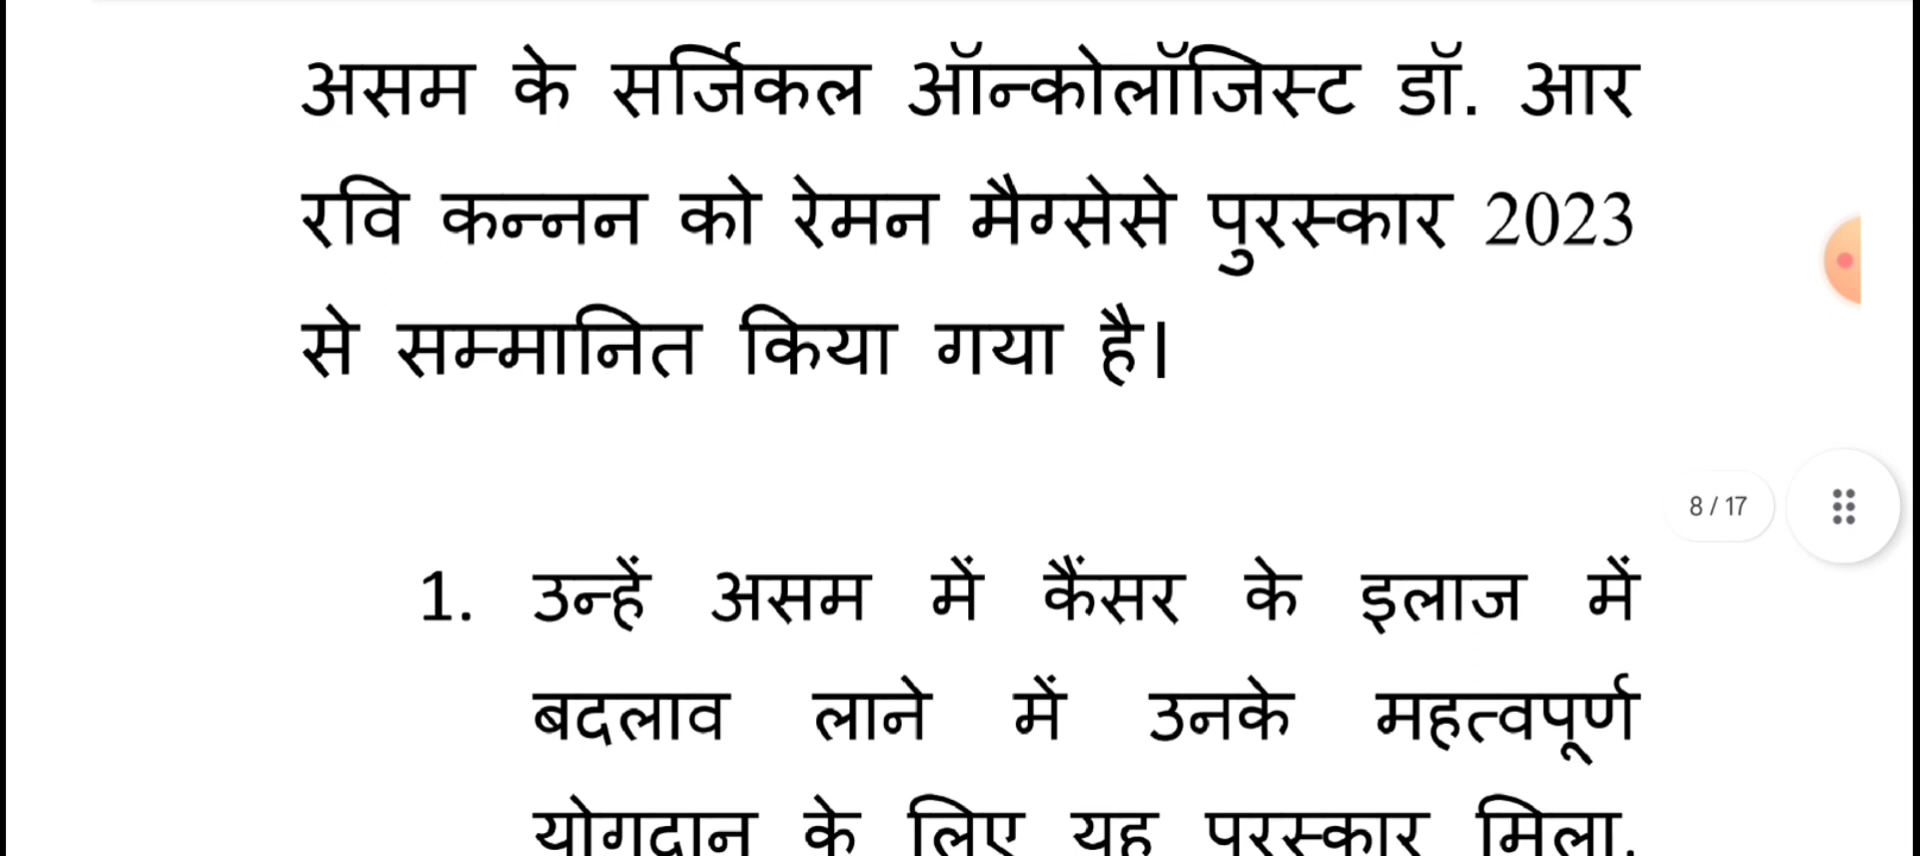 असम के सर्जिकल ऑन्कोलॉजिस्ट डॉ. आर
रवि कन्नन को रेमन मैग्सेसे पुरस्कार 2023
से सम्मानित किया गया है।
8 / 17
1. उन्हें असम में कैंसर के इलाज में
बदलाव लाने में उनके महत्वपूर्ण
योगदान के लिए यह पुरस्कार मिला.